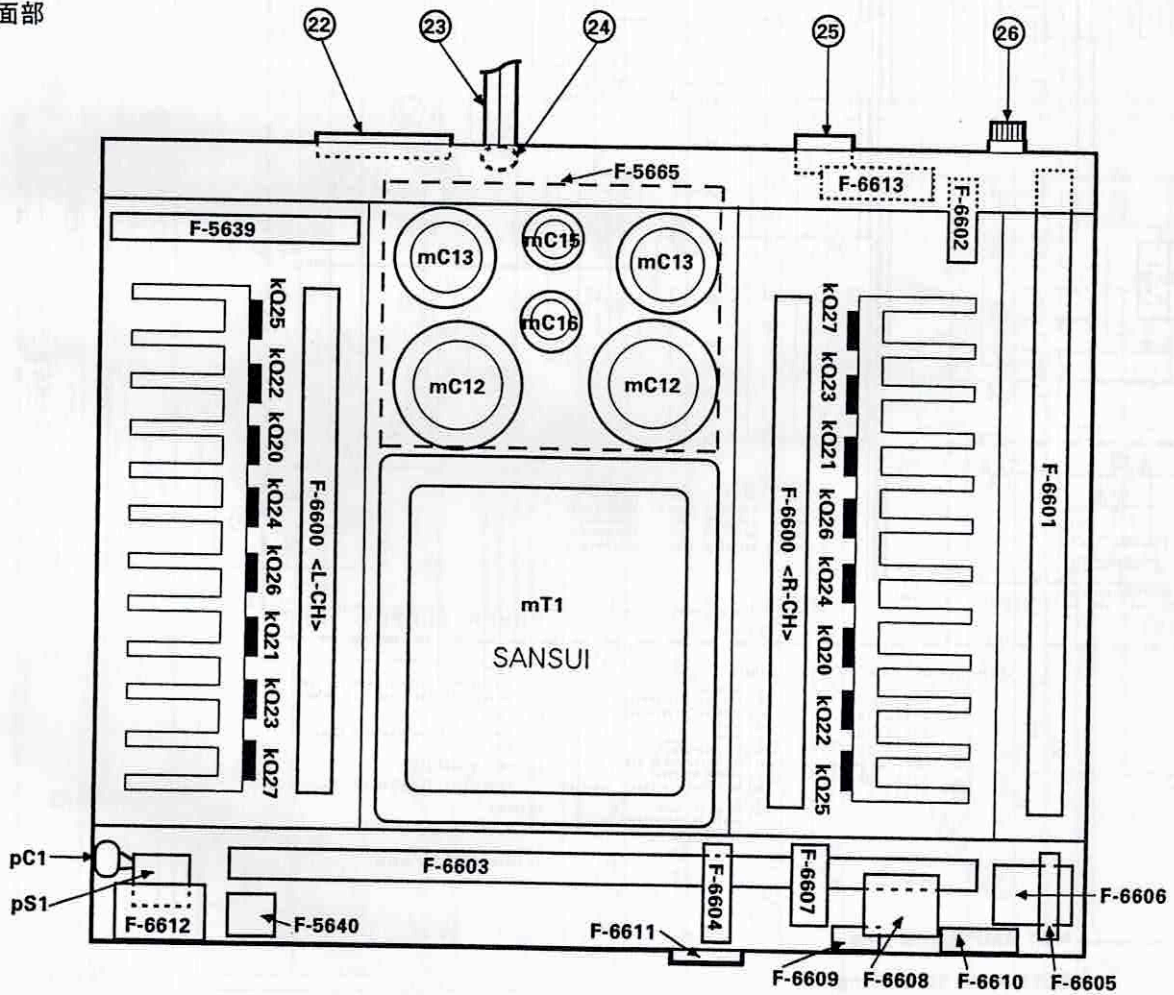 面部
22
23
24
25
26
F-5665
F-6613
F-6602
F-5639
mC13
mC15
mC13
mC16
mC12
mC12
kQ25
kQ22
kQ20
kQ24
kQ26
kQ21
kQ23
kQ27
F-6600 <L-CH>
mT1
SANSUI
F-6600 <R-CH>
kQ27
kQ23
kQ21
kQ26
kQ24
kQ20
kQ22
kQ25
F-6601
pC1
pS1
F-6612
F-5640
F-6603
F-6611
F-6604
F-6607
F-6606
F-6609
F-6608
F-6610
F-6605